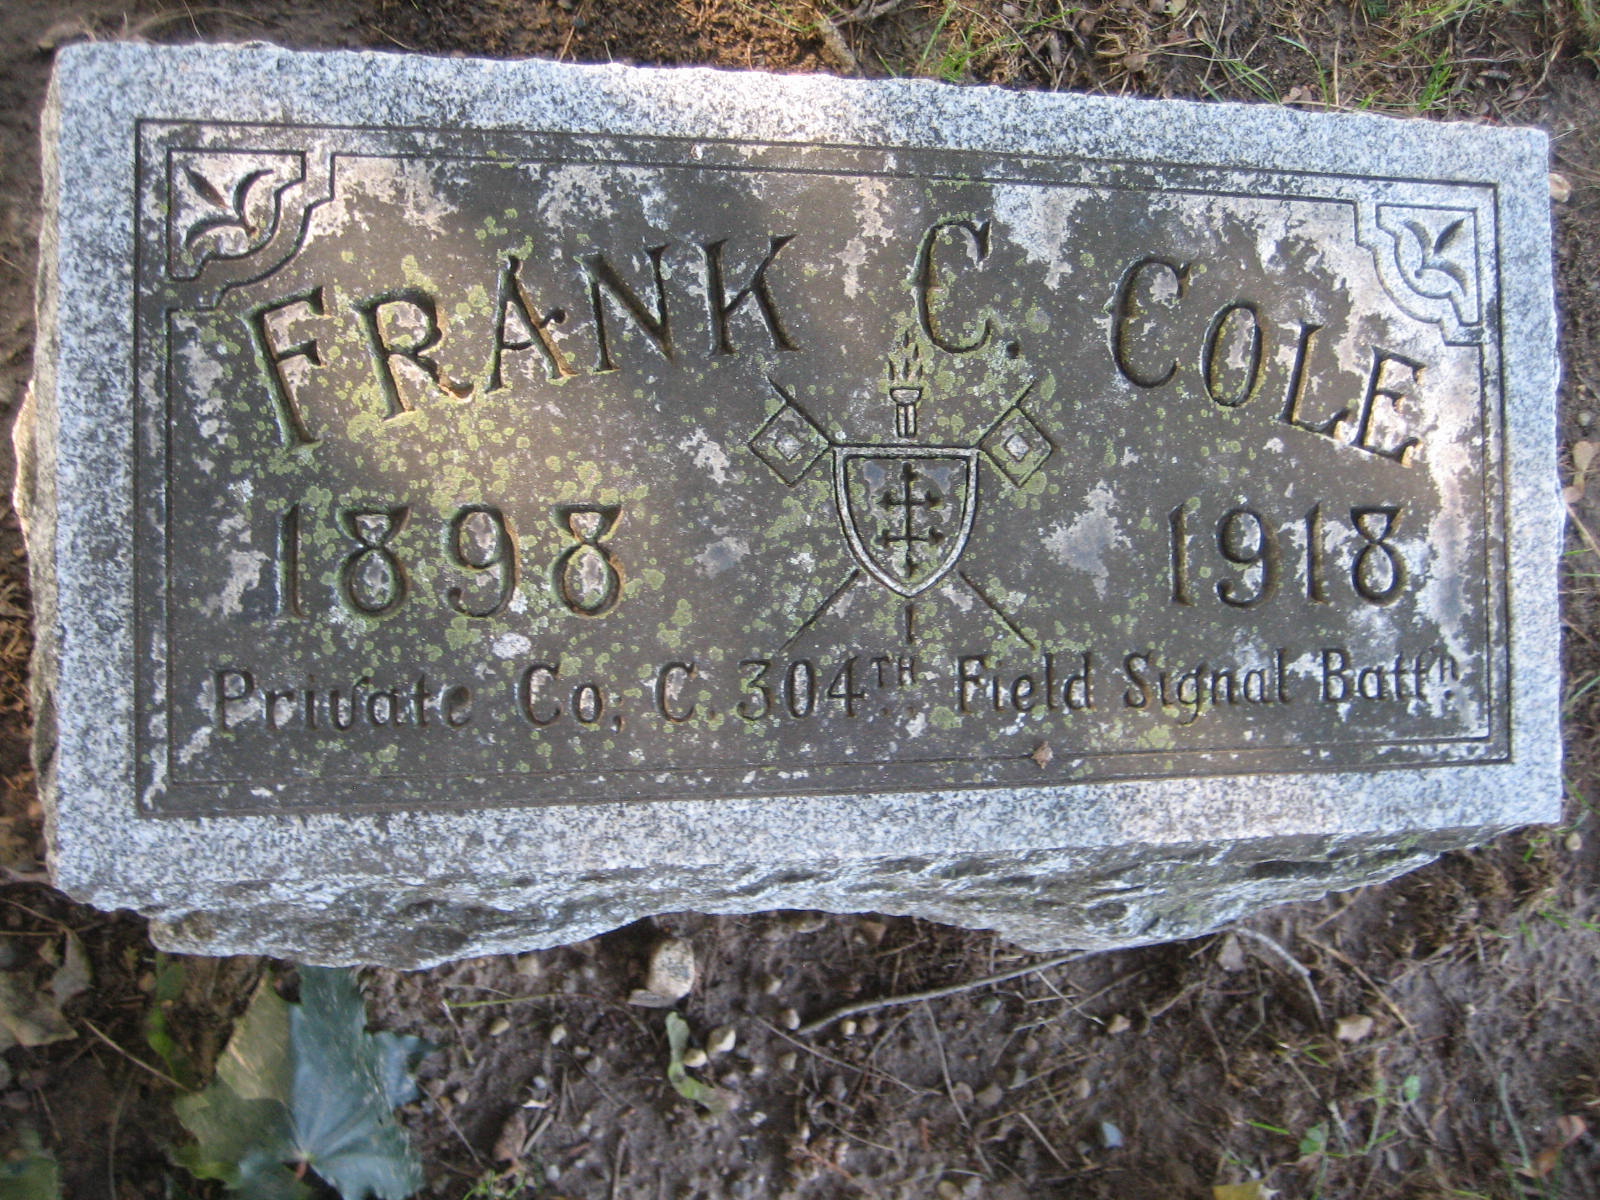 FRANK C. COLE
1898 1918
Private Co; C. 304TH Field Signal Battn.